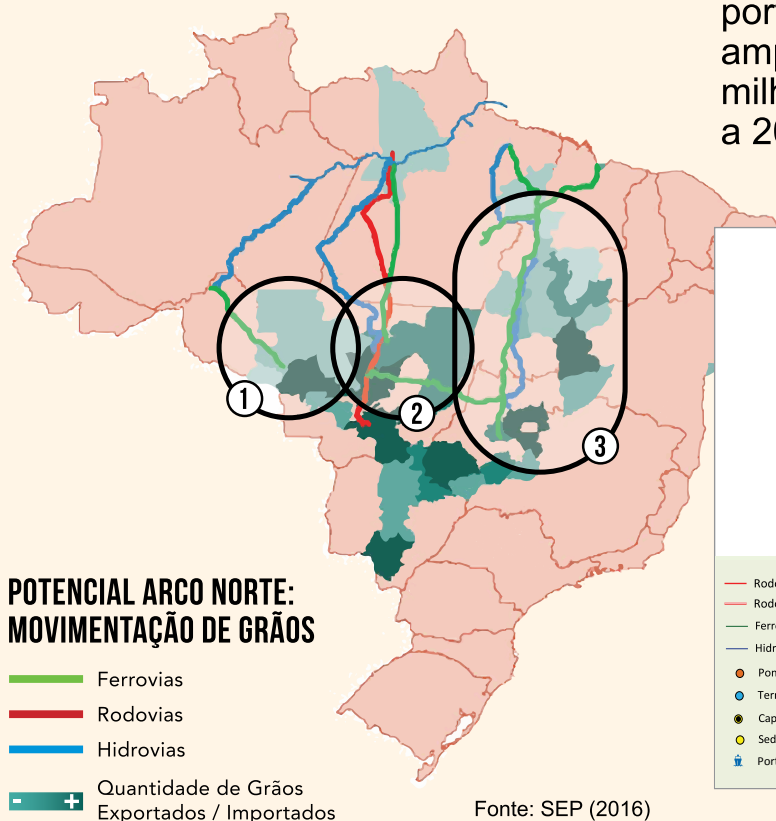 a 20
1
2
3
POTENCIAL ARCO NORTE:
MOVIMENTAÇÃO DE GRÃOS
Ferrovias
Rodovias
Hidrovias
- +
Quantidade de Grãos
Exportados / Importados
Fonte: SEP (2016)